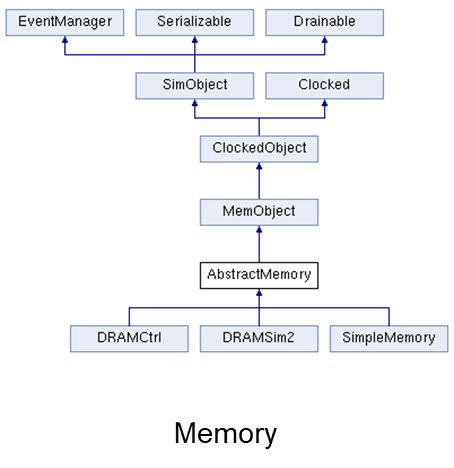 EventManager
Serializable
Drainable
SimObject
Clocked
ClockedObject
MemObject
AbstractMemory
DRAMCtrl
DRAMSim2
SimpleMemory
Memory